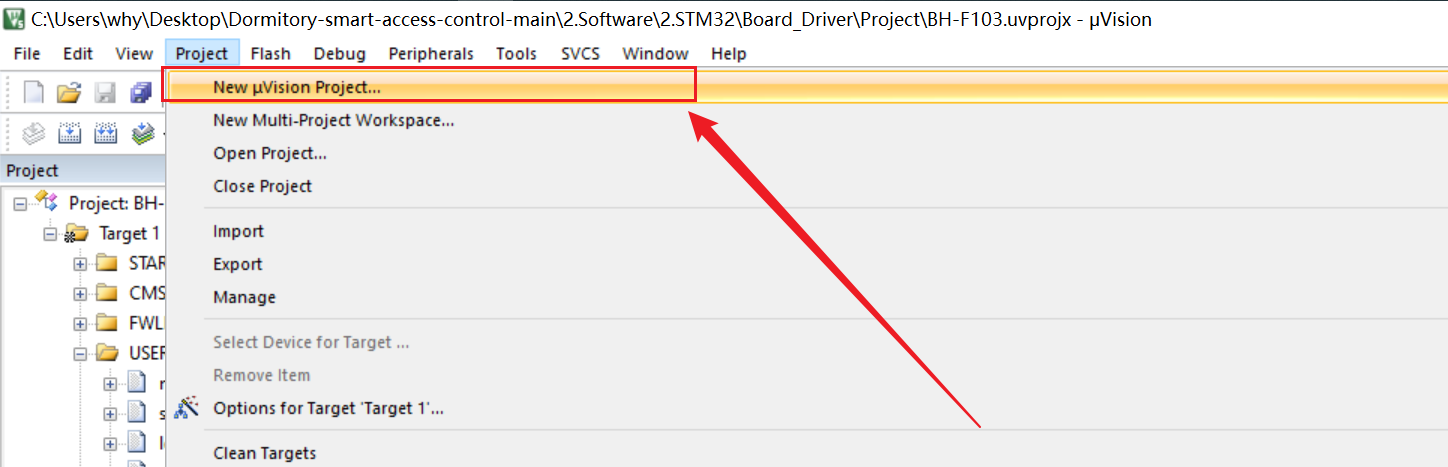 C:\Users\why\Desktop\Dormitory-smart-access-control-main\2.Software\2.STM32\Board_Driver\Project\BH-F103.uvprojx - µVision
File Edit View Project Flash Debug Peripherals Tools SVCS Window Help
New µVision Project...
New Multi-Project Workspace...
Open Project...
Close Project
Import
Export
Manage
Select Device for Target ...
Remove Item
Options for Target 'Target 1'...
Clean Targets
Project
Project: BH-
Target 1
STAR
CMS
FWLI
USER